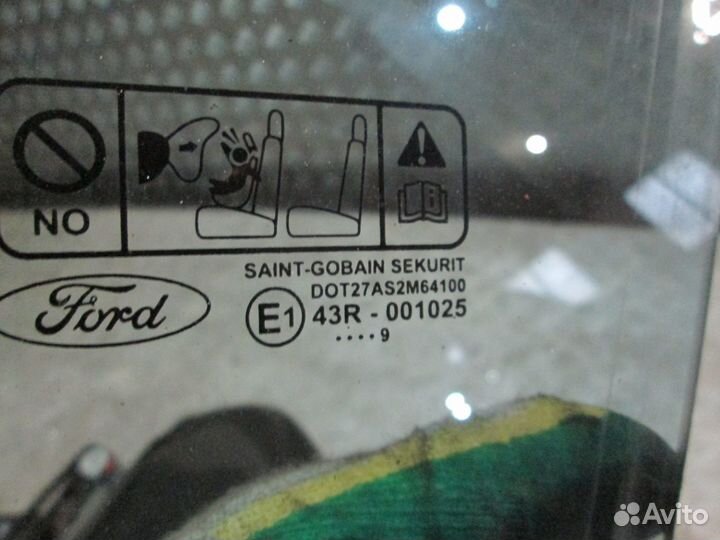 NO
SAINT-GOBAIN SEKURIT
DOT27AS2M64100
Ford
E1
43R - 001025
....9
Avito